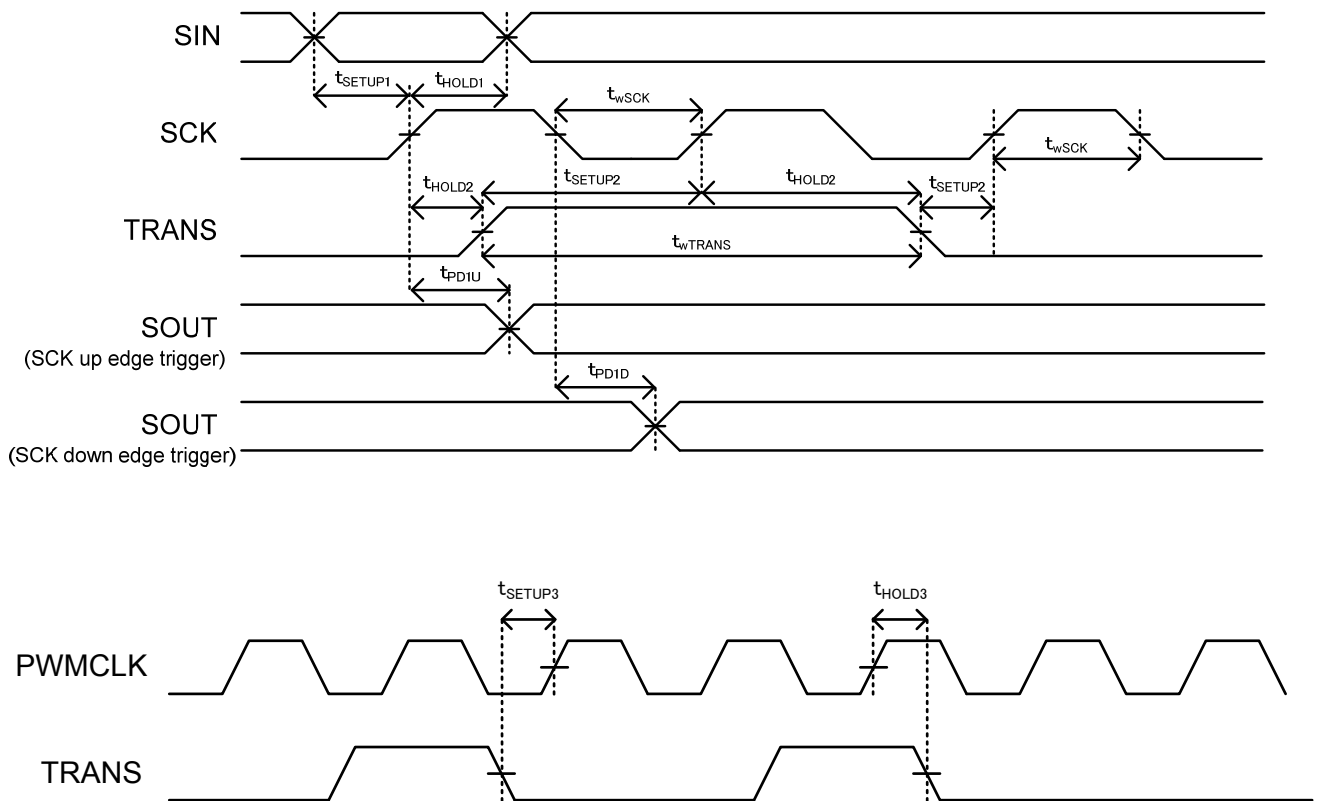 SIN
tSETUP1 tHOLD1
twSCK
SCK
twSCK
tHOLD2 tSETUP2 tHOLD2 tSETUP2
TRANS
twTRANS
tPD1U
SOUT
(SCK up edge trigger)
tPD1D
SOUT
(SCK down edge trigger)
tSETUP3 tHOLD3
PWMCLK
TRANS